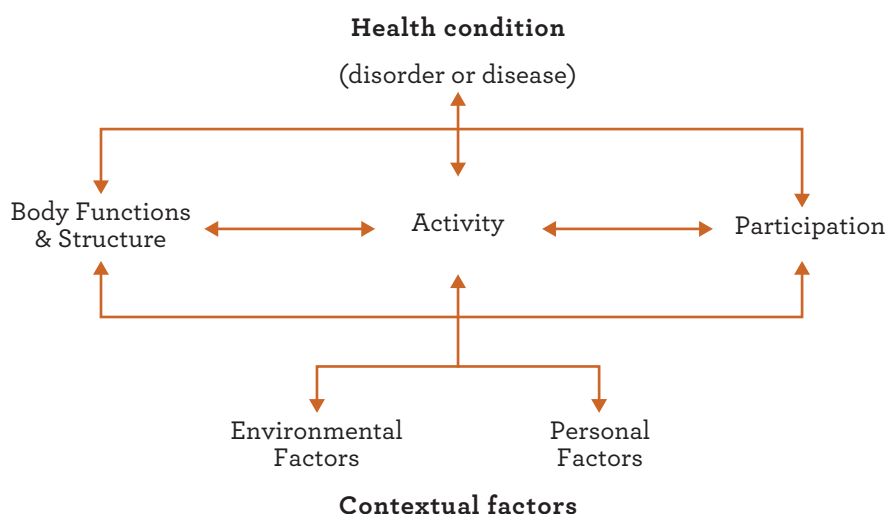 Health condition
(disorder or disease)
Body Functions
& Structure
Activity
Participation
Environmental
Factors
Personal
Factors
Contextual factors